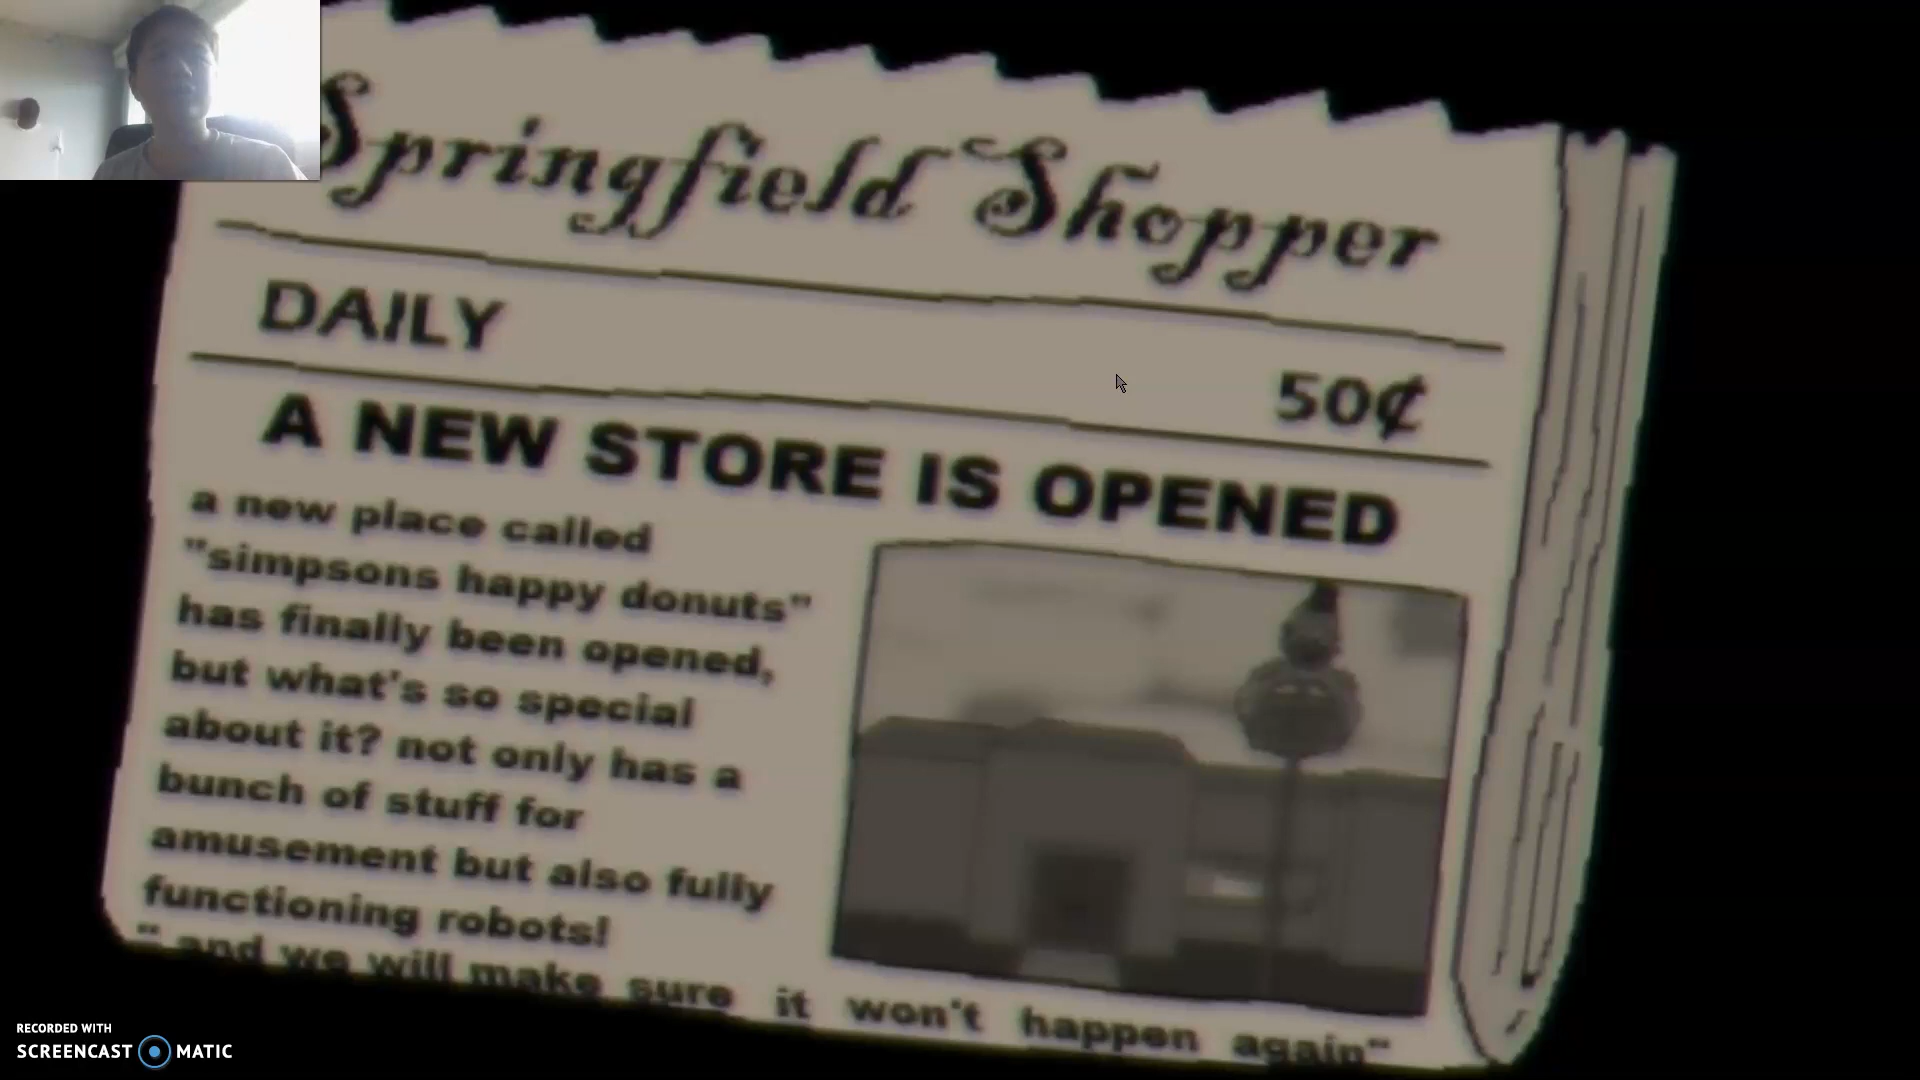 Springfield Shopper
DAILY
50¢
A NEW STORE IS OPENED
a new place called
"simpsons happy donuts"
has finally been opened,
but what's so special
about it? not only has a
bunch of stuff for
amusement but also fully
functioning robots!
" and we will make sure it won't happen again"
RECORDED WITH
SCREENCAST MATIC